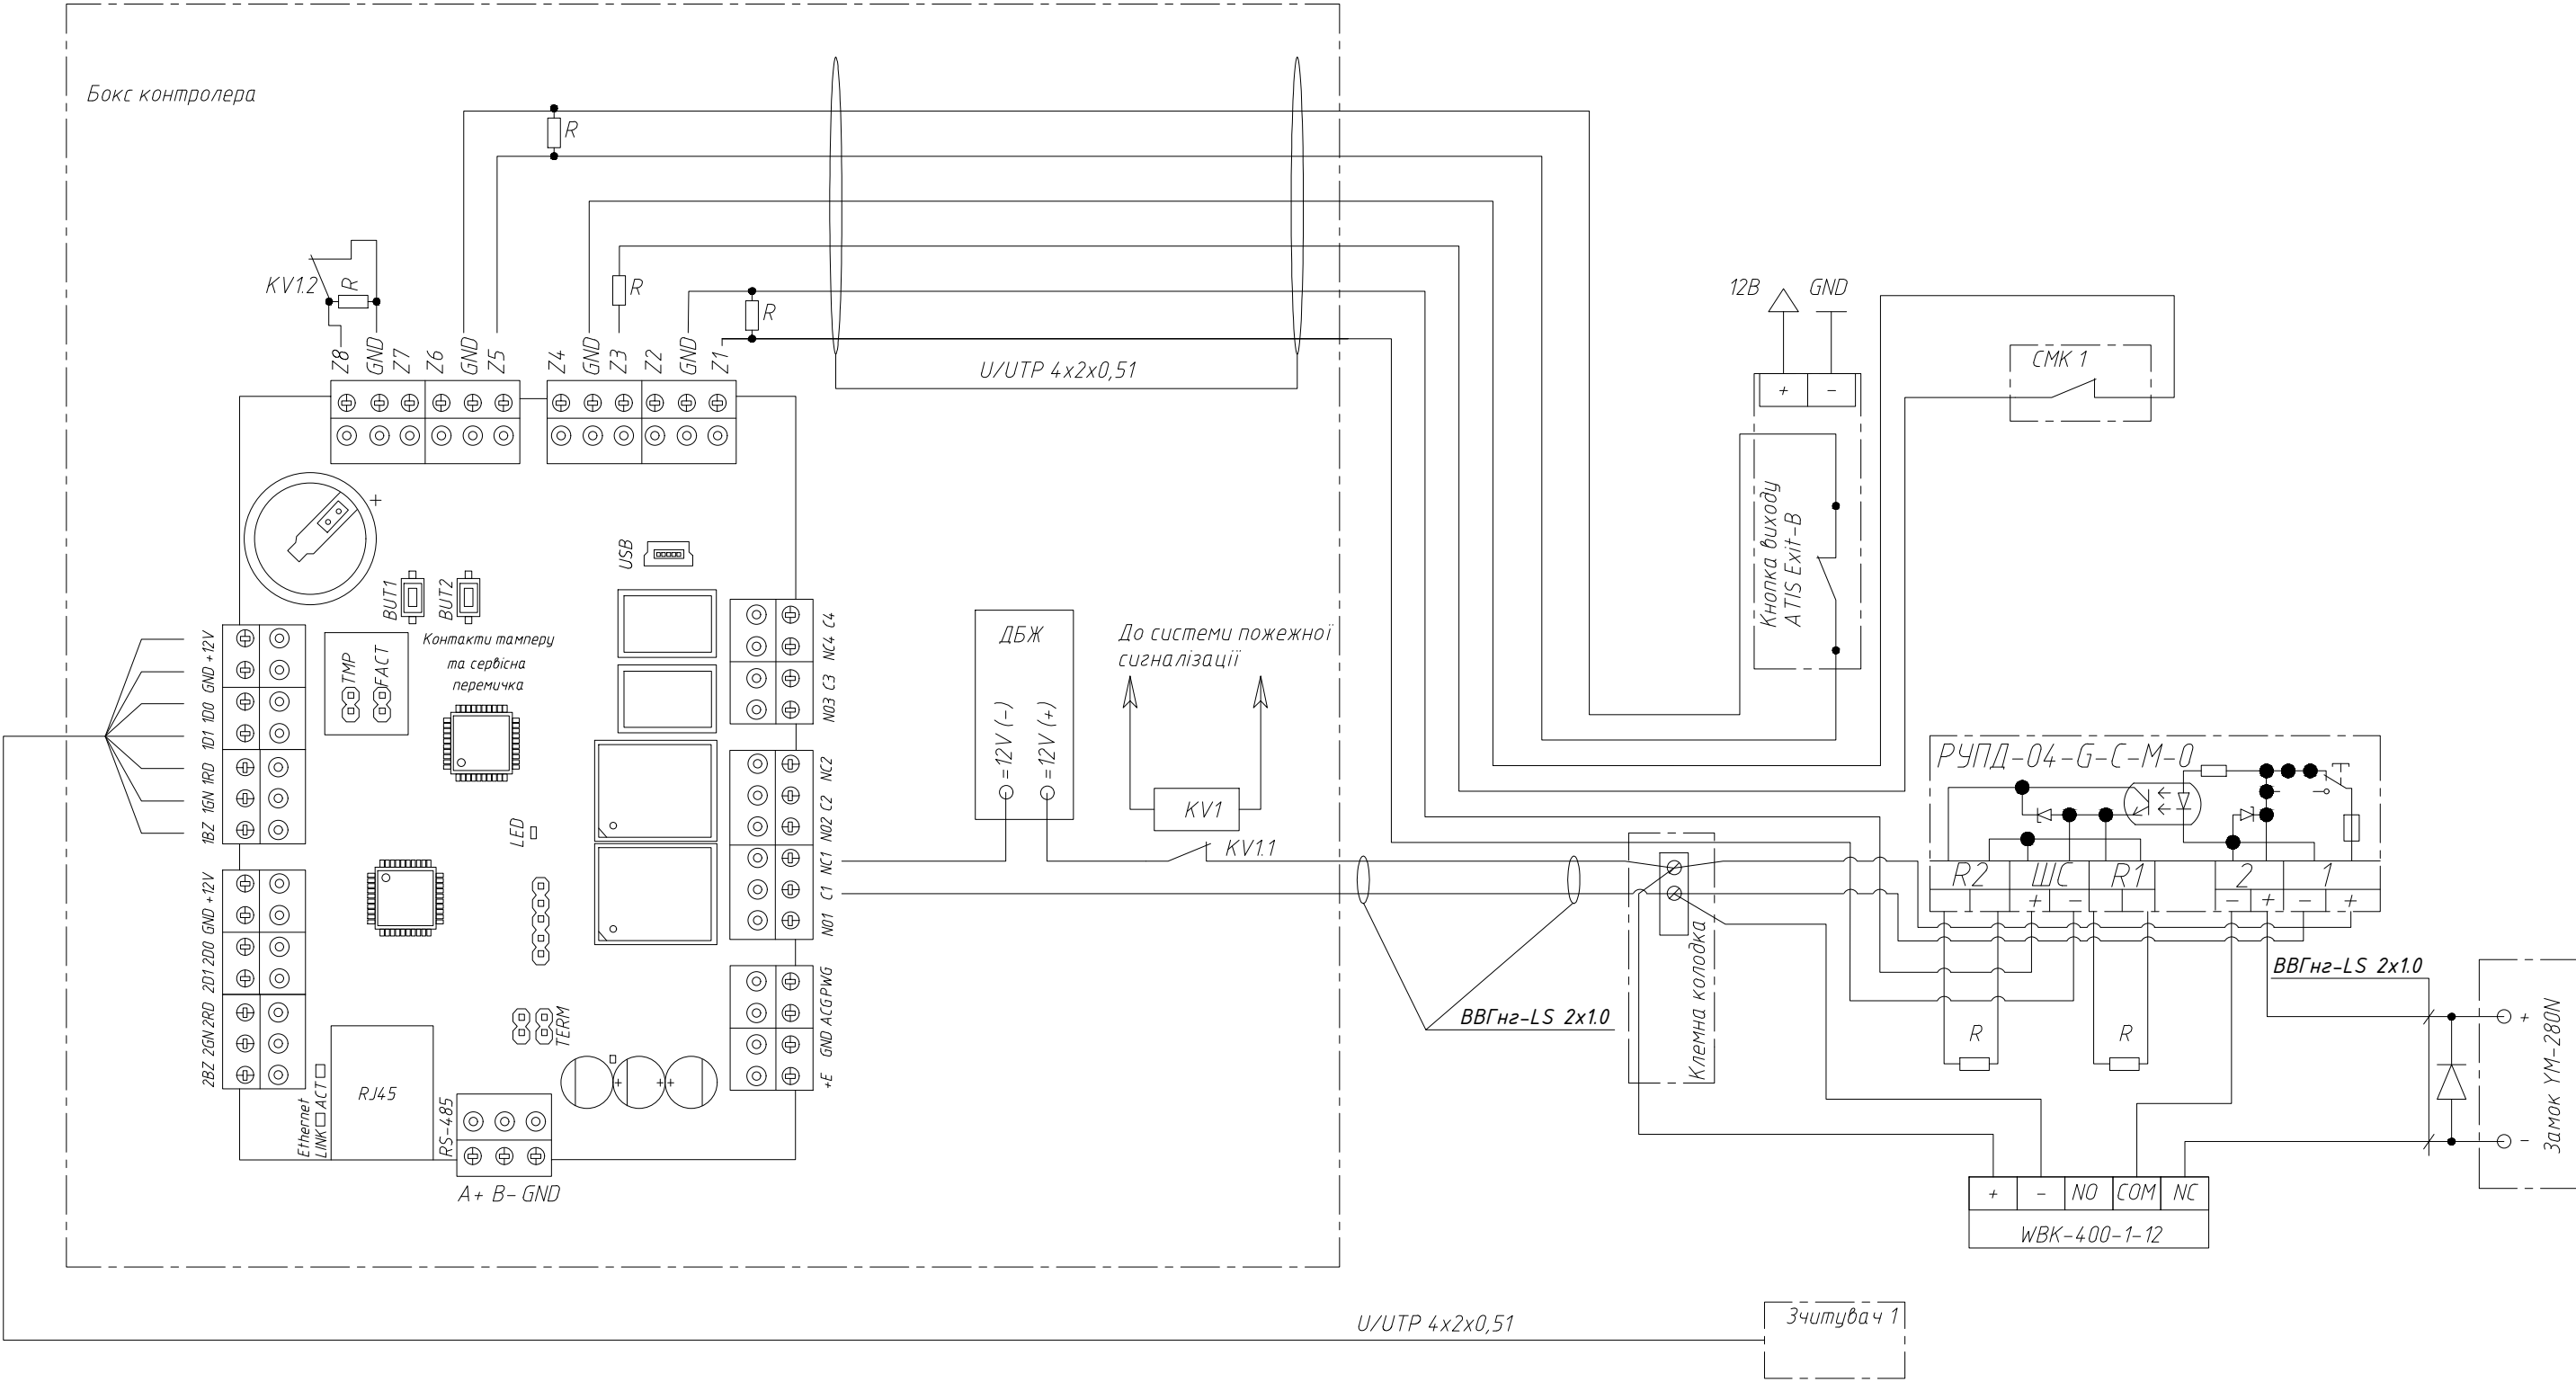 Бокс контролера
R
R
R
KV1.2
R
Z8
GND
Z7
Z6
GND
Z5
Z4
GND
Z3
Z2
GND
Z1
U/UTP 4x2x0,51
12В
GND
+
-
СМК 1
Кнопка виходу
ATIS Exit-B
+
USB
BUT1
BUT2
Контакти тамперу
та сервісна
перемичка
TMP
FACT
+12V
GND
1D0
1D1
1RD
1GN
1BZ
+12V
GND
2D0
2D1
2RD
2GN
2BZ
C4
NC4
C3
NO3
NC2
C2
NO2
NC1
C1
NO1
PWG
ACG
GND
+E
LED
TERM
+
+
+
RJ45
Ethernet
LINK
ACT
RS-485
A+ B- GND
ДБЖ
=12V (-)
=12V (+)
До системи пожежної
сигналізації
KV1
KV1.1
ВВГнг-LS 2x1.0
Клемна колодка
РУПД-04-G-C-M-0
R2
ШС
R1
2
1
+
-
-
+
-
+
R
R
ВВГнг-LS 2x1.0
+
-
Замок YM-280N
+
-
NO
COM
NC
WBK-400-1-12
U/UTP 4x2x0,51
Зчитувач 1